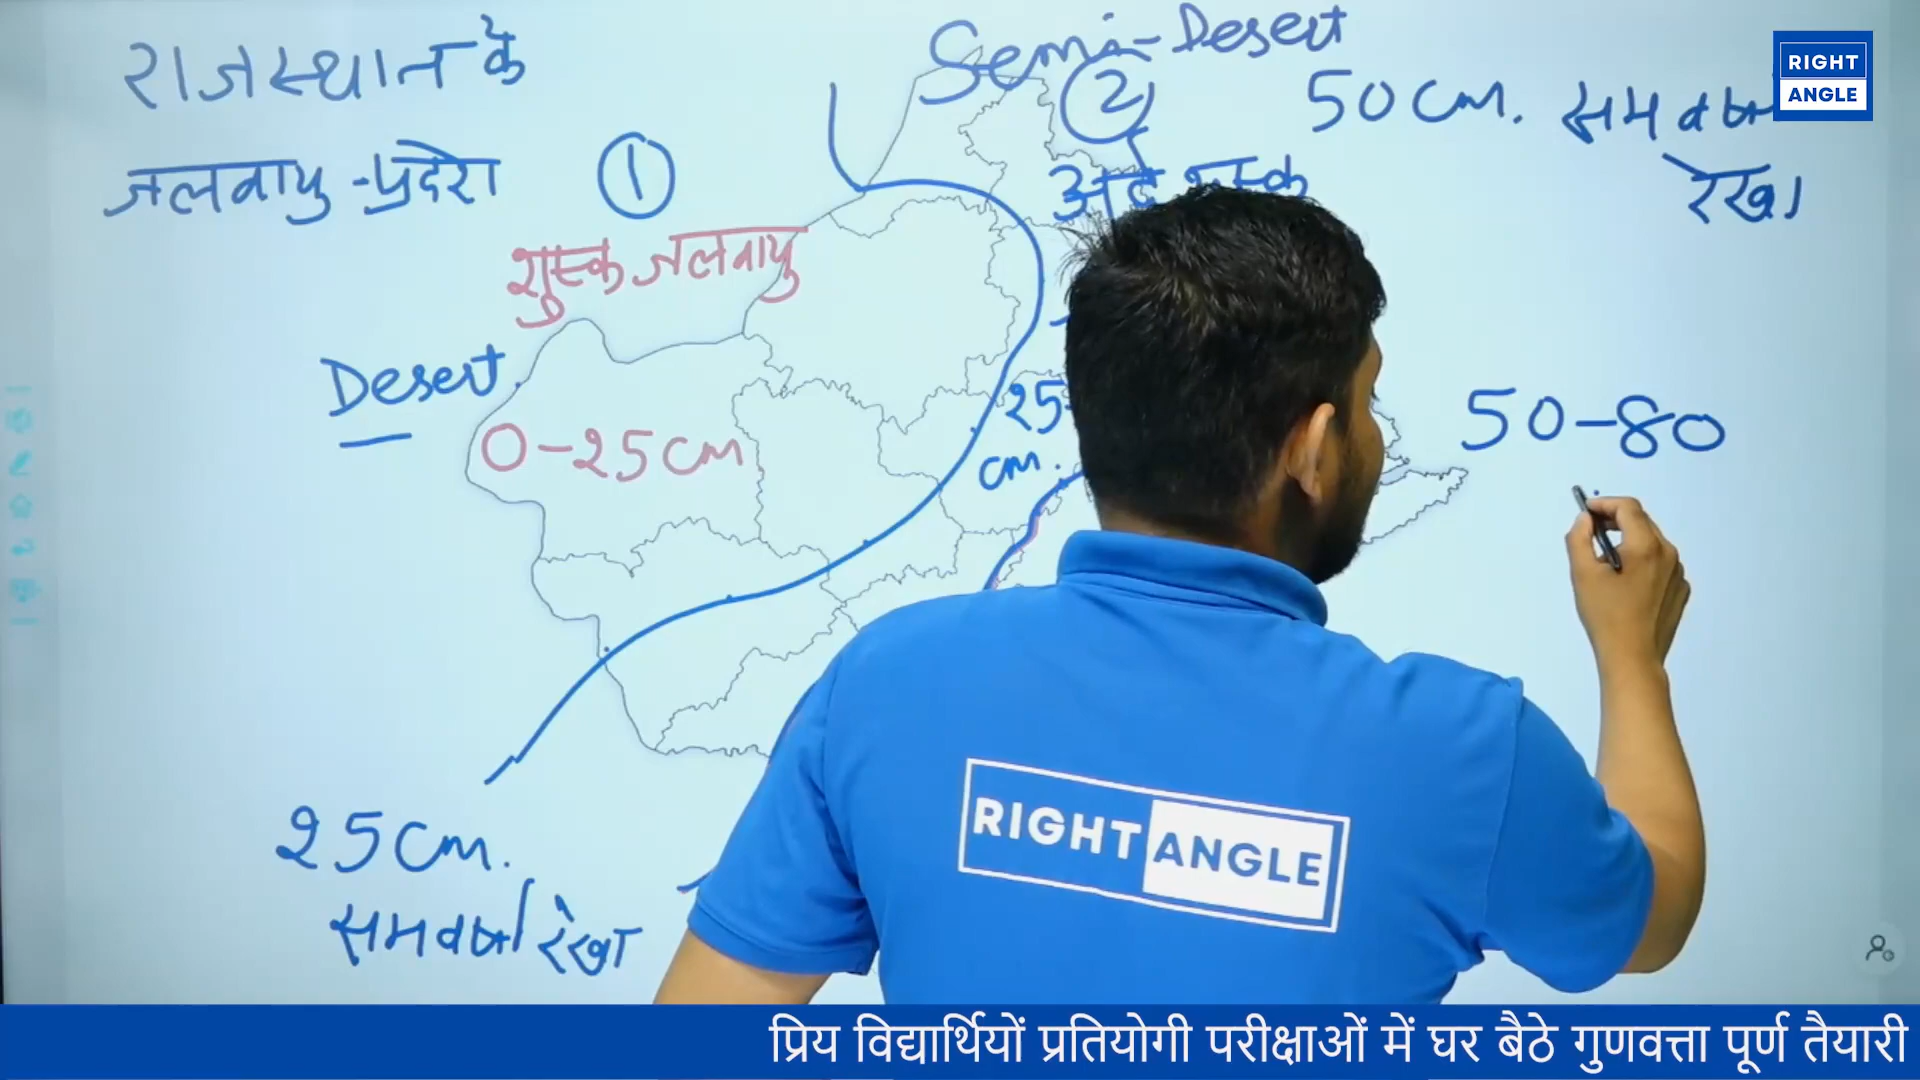 राजस्थान के
जलवायु-प्रदेश
①
शुष्क जलवायु
Desert
0-25 cm
25 cm.
समवर्षा रेखा
Semi-Desert
②
अर्द्ध शुष्क
25-
cm.
50 cm.
रेखा
50-80
RIGHT
ANGLE
RIGHT ANGLE
प्रिय विद्यार्थियों प्रतियोगी परीक्षाओं में घर बैठे गुणवत्ता पूर्ण तैयारी